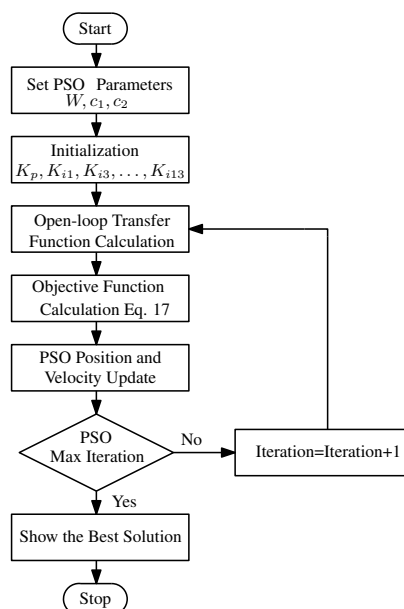 Start
Set PSO Parameters
W, c₁, c₂
Initialization
Kₚ, Kᵢ₁, Kᵢ₃, . . . , Kᵢ₁₃
Open-loop Transfer
Function Calculation
Objective Function
Calculation Eq. 17
PSO Position and
Velocity Update
PSO
Max Iteration
No
Iteration=Iteration+1
Yes
Show the Best Solution
Stop